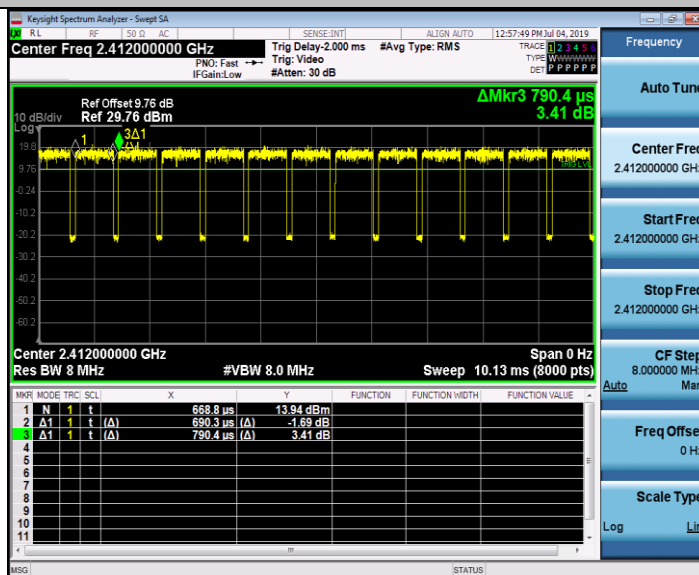 Keysight Spectrum Analyzer - Swept SA
RL RF 50 Ω AC SENSE:INT ALIGN AUTO 12:57:49 PM Jul 04, 2019
Center Freq 2.412000000 GHz
Trig Delay-2.000 ms #Avg Type: RMS
TRACE 1 2 3 4 5 6
PNO: Fast Trig: Video
TYPE W
IFGain:Low #Atten: 30 dB
DET P P P P P P
ΔMkr3 790.4 µs
3.41 dB
Ref Offset 9.76 dB
10 dB/div Ref 29.76 dBm
Log
1
3Δ1
19.8
9.76
TRIG LVL
-0.24
-10.2
-20.2
-30.2
-40.2
-50.2
-60.2
Center 2.412000000 GHz Span 0 Hz
Res BW 8 MHz #VBW 8.0 MHz Sweep 10.13 ms (8000 pts)
MKR MODE TRC SCL X Y FUNCTION FUNCTION WIDTH FUNCTION VALUE
1 N 1 t 668.8 µs 13.94 dBm
2 Δ1 1 t (Δ) 690.3 µs (Δ) -1.69 dB
3 Δ1 1 t (Δ) 790.4 µs (Δ) 3.41 dB
4
5
6
7
8
9
10
11
MSG STATUS
Frequency
Auto Tune
Center Freq
2.412000000 GHz
Start Freq
2.412000000 GHz
Stop Freq
2.412000000 GHz
CF Step
8.000000 MHz
Auto Man
Freq Offset
0 Hz
Scale Type
Log Lin